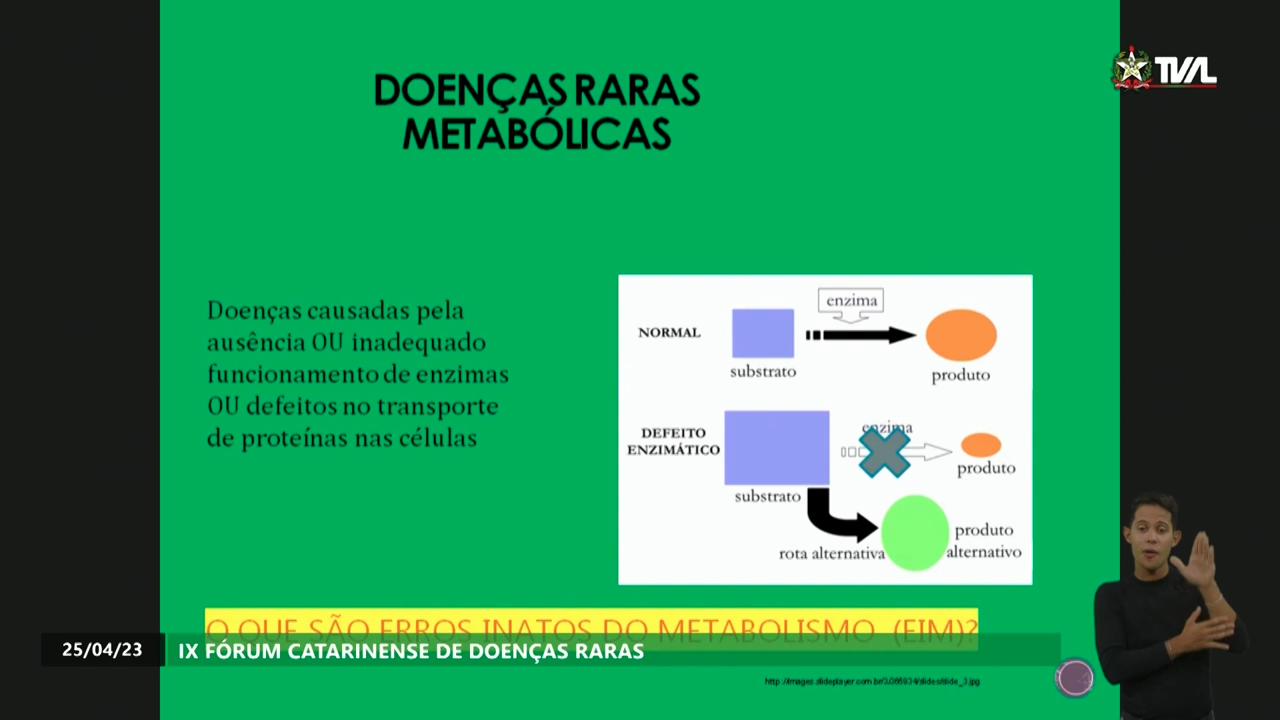 DOENÇAS RARAS
METABÓLICAS
TVAL
Doenças causadas pela
ausência OU inadequado
funcionamento de enzimas
OU defeitos no transporte
de proteínas nas células
enzima
NORMAL
substrato
produto
DEFEITO
ENZIMÁTICO
enzima
produto
substrato
rota alternativa
produto
alternativo
O QUE SÃO ERROS INATOS DO METABOLISMO (EIM)?
25/04/23
IX FÓRUM CATARINENSE DE DOENÇAS RARAS